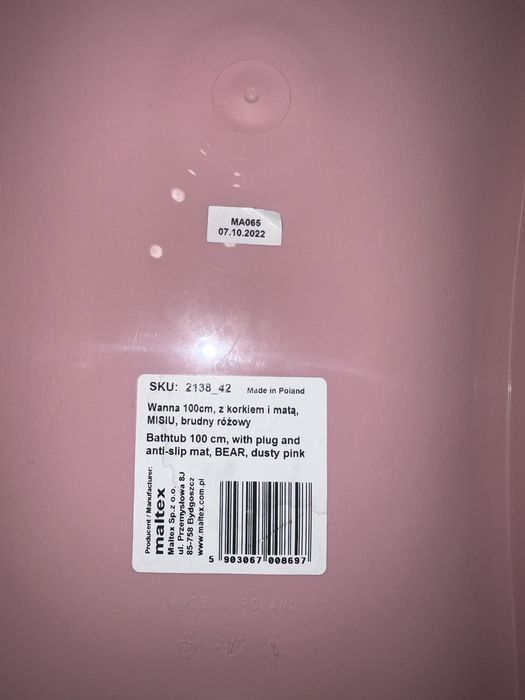 MA065
07.10.2022
SKU: 2138_42 Made in Poland
Wanna 100cm, z korkiem i matą,
MISIU, brudny różowy
Bathtub 100 cm, with plug and
anti-slip mat, BEAR, dusty pink
Producent / Manufacturer:
maltex
Maltex Sp.z o.o.
ul. Przemysłowa 8J
85-758 Bydgoszcz
www.maltex.com.pl
5 903067 008697
MADE IN POLAND